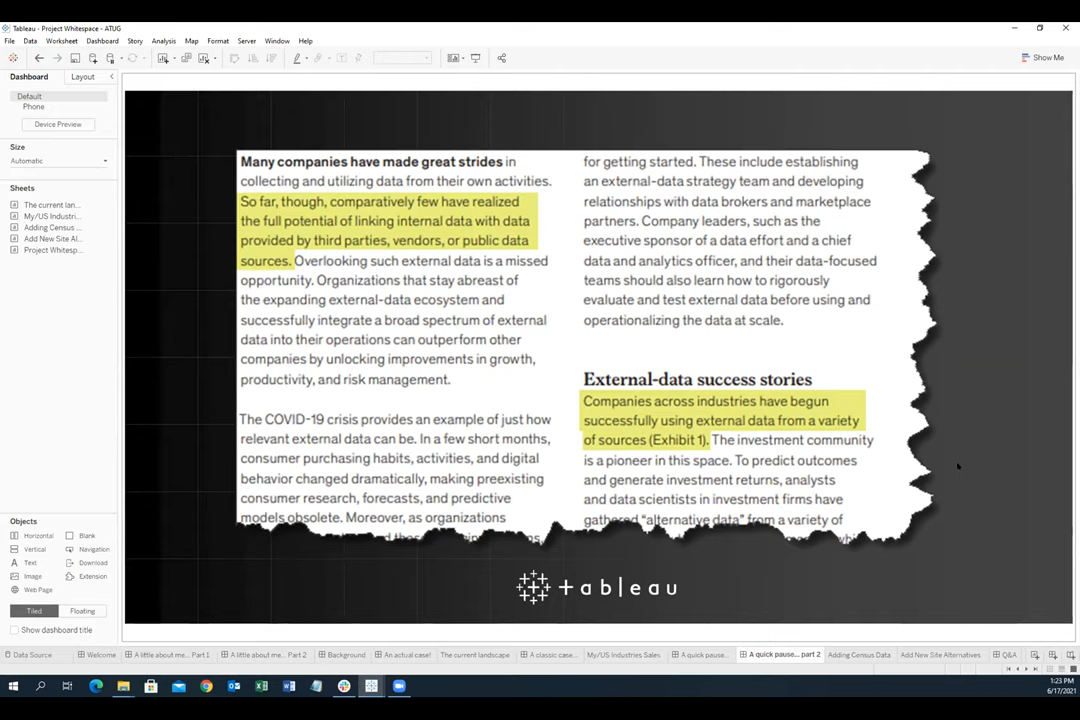 Tableau - Project Whitespace - ATUG
File Data Worksheet Dashboard Story Analysis Map Format Server Window Help
Show Me
Dashboard Layout
Default
Phone
Device Preview
Size
Automatic
Sheets
The current lan...
My/US Industri...
Adding Census ...
Add New Site Al...
Project Whitesp...
Objects
Horizontal Blank
Vertical Navigation
Text Download
Image Extension
Web Page
Tiled Floating
Show dashboard title
Many companies have made great strides in
collecting and utilizing data from their own activities.
So far, though, comparatively few have realized
the full potential of linking internal data with data
provided by third parties, vendors, or public data
sources. Overlooking such external data is a missed
opportunity. Organizations that stay abreast of
the expanding external-data ecosystem and
successfully integrate a broad spectrum of external
data into their operations can outperform other
companies by unlocking improvements in growth,
productivity, and risk management.
The COVID-19 crisis provides an example of just how
relevant external data can be. In a few short months,
consumer purchasing habits, activities, and digital
behavior changed dramatically, making preexisting
consumer research, forecasts, and predictive
models obsolete. Moreover, as organizations
for getting started. These include establishing
an external-data strategy team and developing
relationships with data brokers and marketplace
partners. Company leaders, such as the
executive sponsor of a data effort and a chief
data and analytics officer, and their data-focused
teams should also learn how to rigorously
evaluate and test external data before using and
operationalizing the data at scale.
External-data success stories
Companies across industries have begun
successfully using external data from a variety
of sources (Exhibit 1). The investment community
is a pioneer in this space. To predict outcomes
and generate investment returns, analysts
and data scientists in investment firms have
gathered “alternative data” from a variety of
+ableau
Data Source Welcome A little about me... Part 1 A little about me... Part 2 Background An actual case! The current landscape A classic case... My/US Industries Sales A quick pause... A quick pause... part 2 Adding Census Data Add New Site Alternatives Q&A
1:23 PM
6/17/2021